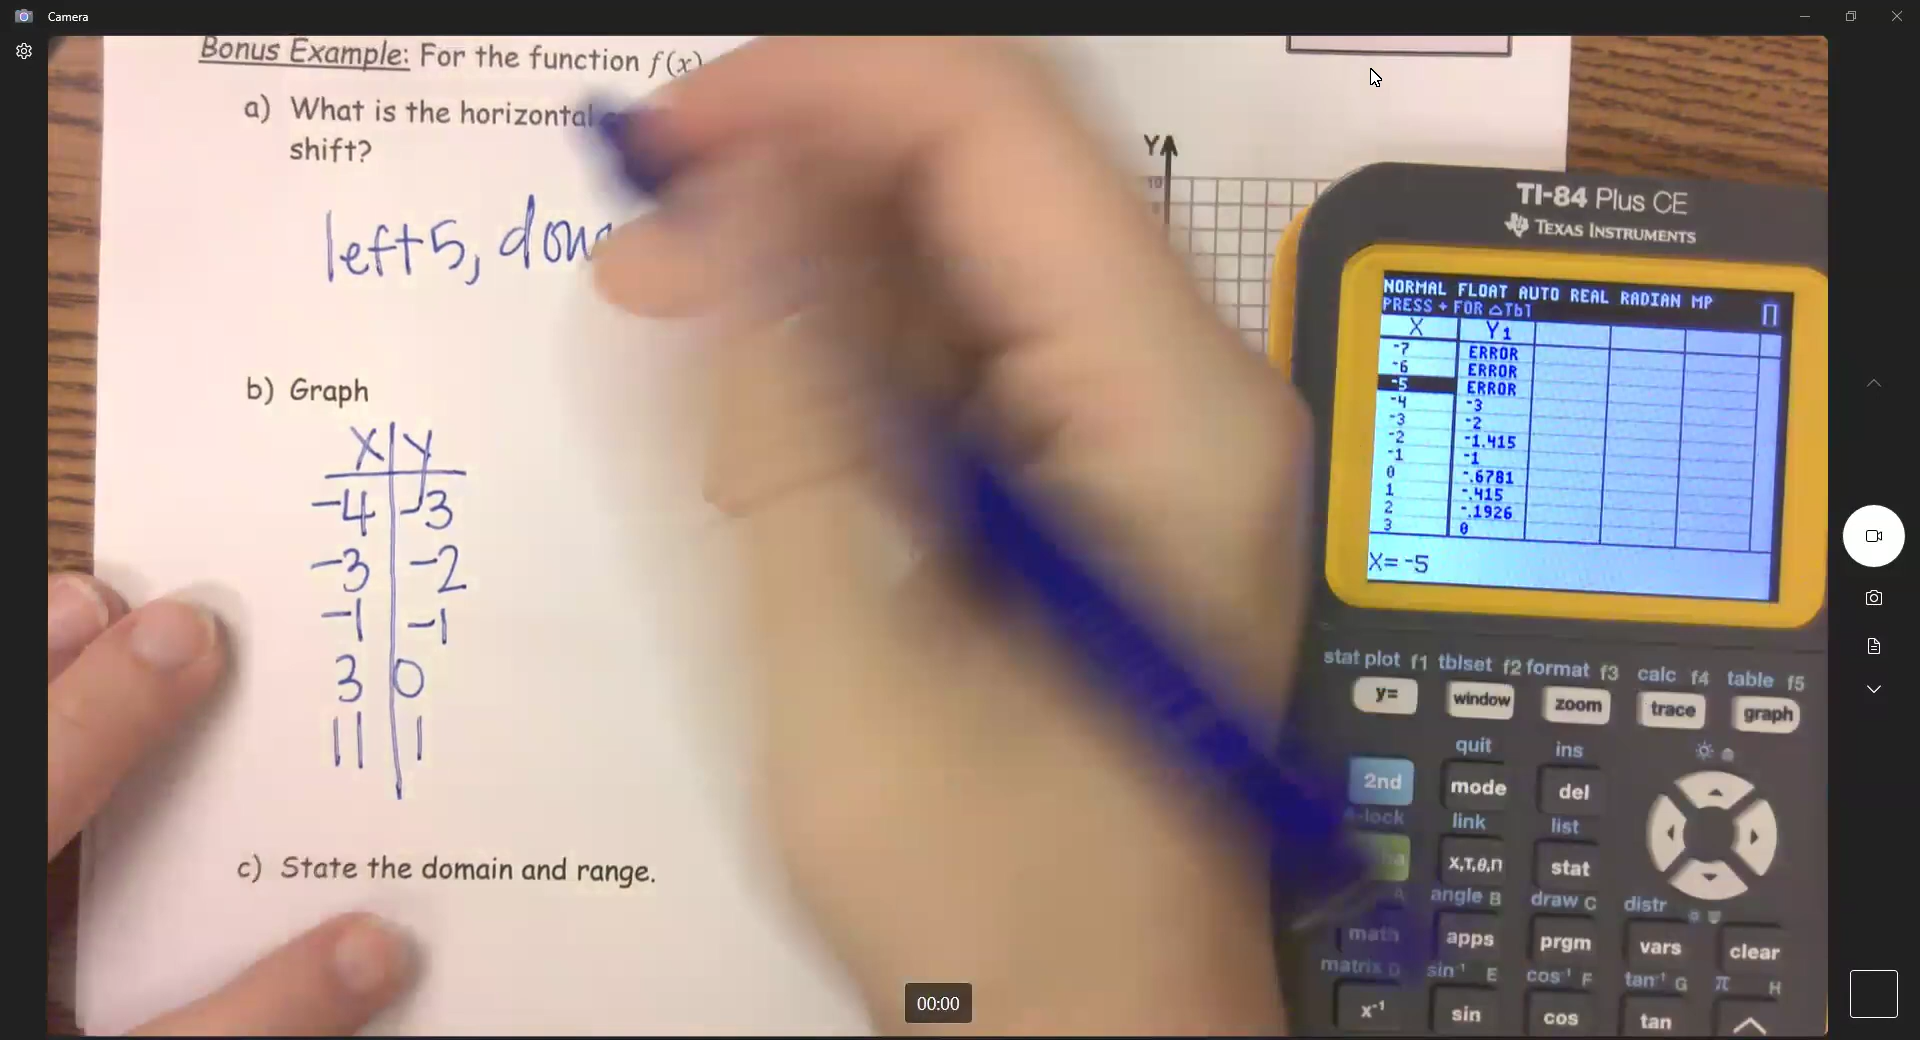 Camera
Bonus Example: For the function f(x)
a) What is the horizontal
shift?
left 5,
b) Graph
X Y
-4 -3
-3 -2
-1 -1
3 0
11 1
c) State the domain and range.
Y
10
TI-84 Plus CE
TEXAS INSTRUMENTS
NORMAL FLOAT AUTO REAL RADIAN MP
PRESS + FOR △Tbl
X Y1
-7 ERROR
-6 ERROR
-5 ERROR
-4 -3
-3 -2
-2 -1.415
-1 -1
0 -.6781
1 -.415
2 -.1926
3 0
X= -5
stat plot f1 tblset f2 format f3 calc f4 table f5
y= window zoom trace graph
quit ins
2nd mode del
A-lock link list
X,T,θ,n stat
A angle B draw C distr
math apps prgm vars clear
matrix D sin-1 E cos-1 F tan-1 G π H
x-1 sin cos tan ^
00:00